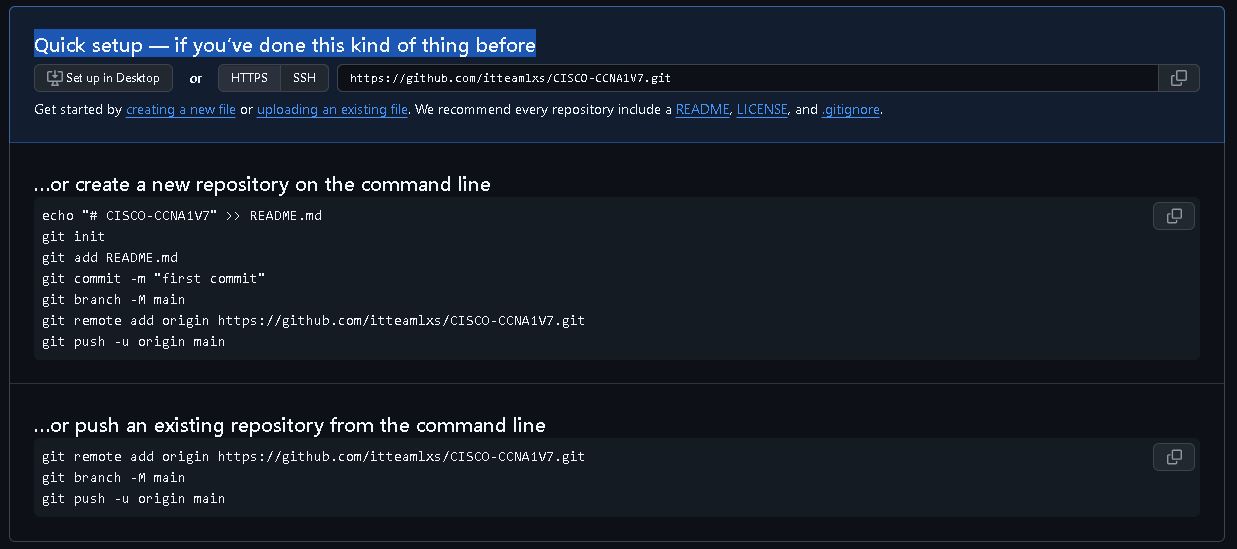 Quick setup — if you’ve done this kind of thing before
Set up in Desktop or HTTPS SSH https://github.com/itteamlxs/CISCO-CCNA1V7.git
Get started by creating a new file or uploading an existing file. We recommend every repository include a README, LICENSE, and .gitignore.
…or create a new repository on the command line
echo "# CISCO-CCNA1V7" >> README.md
git init
git add README.md
git commit -m "first commit"
git branch -M main
git remote add origin https://github.com/itteamlxs/CISCO-CCNA1V7.git
git push -u origin main
…or push an existing repository from the command line
git remote add origin https://github.com/itteamlxs/CISCO-CCNA1V7.git
git branch -M main
git push -u origin main